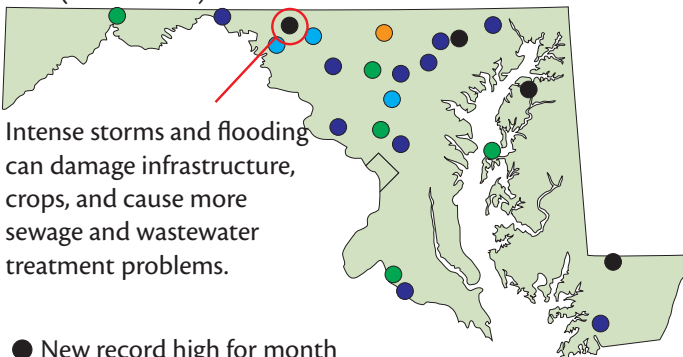 Intense storms and flooding
can damage infrastructure,
crops, and cause more
sewage and wastewater
treatment problems.
New record high for month